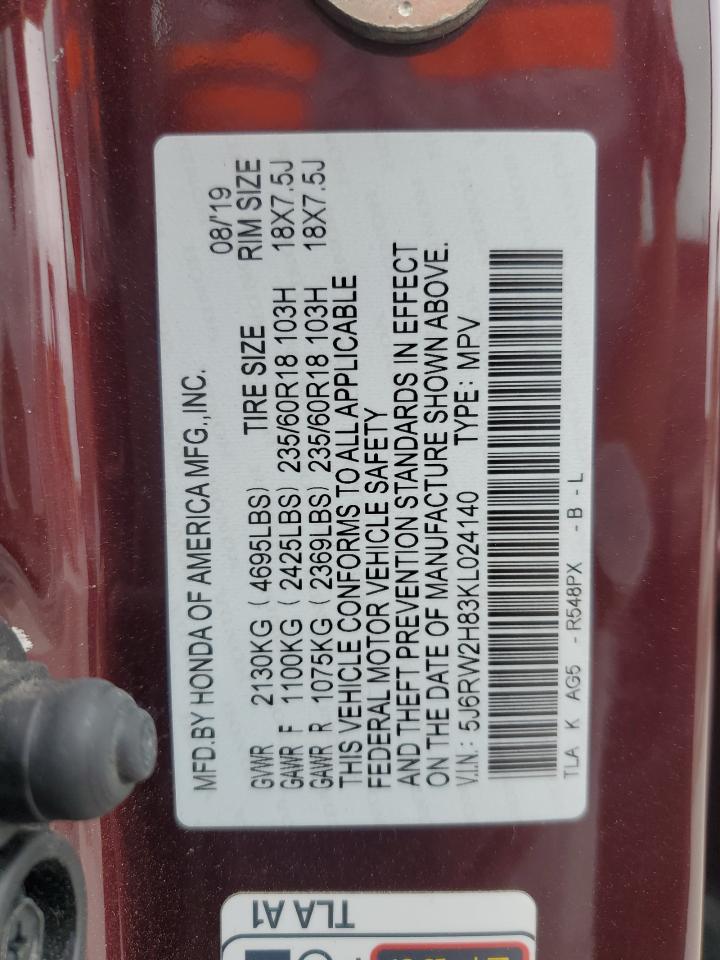 MFD.BY HONDA OF AMERICA MFG.,INC. 08/'19
GVWR 2130KG ( 4695LBS) TIRE SIZE RIM SIZE
GAWR F 1100KG ( 2425LBS) 235/60R18 103H 18X7.5J
GAWR R 1075KG ( 2369LBS) 235/60R18 103H 18X7.5J
THIS VEHICLE CONFORMS TO ALL APPLICABLE
FEDERAL MOTOR VEHICLE SAFETY
AND THEFT PREVENTION STANDARDS IN EFFECT
ON THE DATE OF MANUFACTURE SHOWN ABOVE.
V.I.N.: 5J6RW2H83KL024140 TYPE: MPV
TLA K AG5 - R548PX - B - L
TLA A1